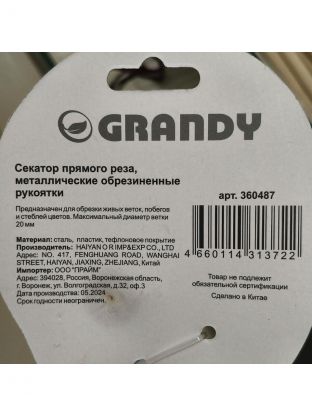 GRANDY
Секатор прямого реза,
металлические обрезиненные
рукоятки
арт. 360487
Предназначен для обрезки живых веток, побегов
и стеблей цветов. Максимальный диаметр ветки
20 мм
Материал: сталь, пластик, тефлоновое покрытие
Производитель: HAIYAN O R IMP&EXP CO., LTD
Адрес: NO. 417, FENGHUANG ROAD, WANGHAI
STREET, HAIYAN, JIAXING, ZHEJIANG, Китай
Импортер: ООО "ПРАЙМ"
Адрес: 394028, Россия, Воронежская область,
г. Воронеж, ул. Волгоградская, д.32, оф.3
Дата производства: 05.2024
Срок годности неограничен.
4 660114 313722
Товар не подлежит
обязательной сертификации
Сделано в Китае